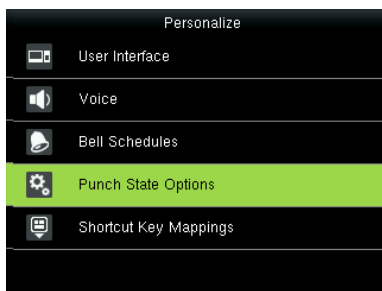 Personalize
User Interface
Voice
Bell Schedules
Punch State Options
Shortcut Key Mappings